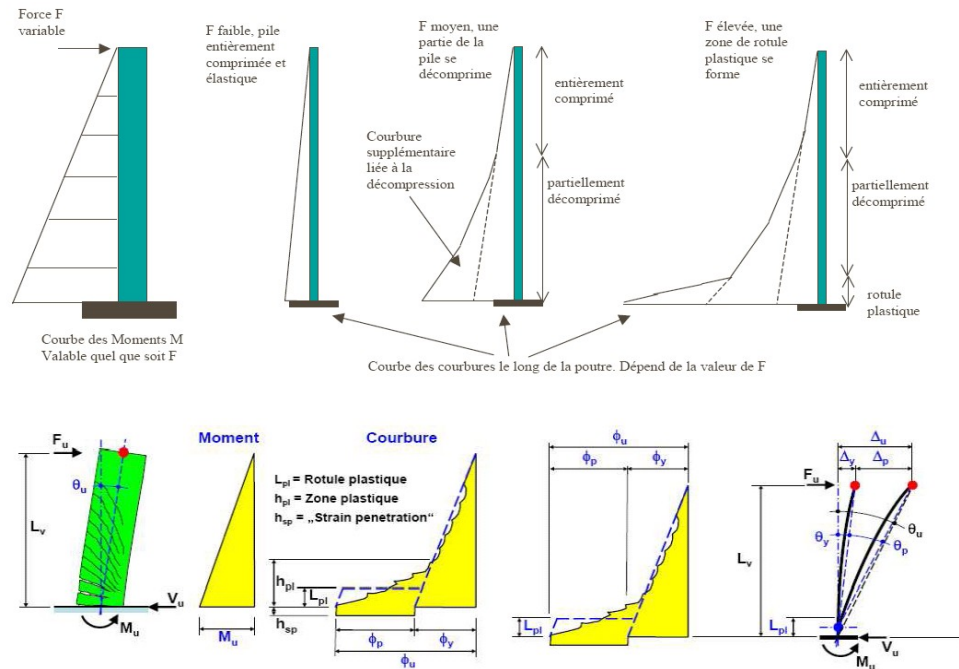 Force F
variable
F faible, pile
entièrement
comprimée et
élastique
F moyen, une
partie de la
pile se
décomprime
F élevée, une
zone de rotule
plastique se
forme
entièrement
comprimé
entièrement
comprimé
Courbure
supplémentaire
liée à la
décompression
partiellement
décomprimé
partiellement
décomprimé
rotule
plastique
Courbe des Moments M
Valable quel que soit F
Courbe des courbures le long de la poutre. Dépend de la valeur de F
Moment
Courbure
Fu
θu
Lv
Vu
Mu
Mu
Lpl = Rotule plastique
hpl = Zone plastique
hsp = „Strain penetration“
hpl
Lpl
hsp
ϕp
ϕy
ϕu
ϕu
ϕp
ϕy
Lpl
Δu
Δy
Δp
Fu
θy
θu
θp
Lv
Lpl
Vu
Mu